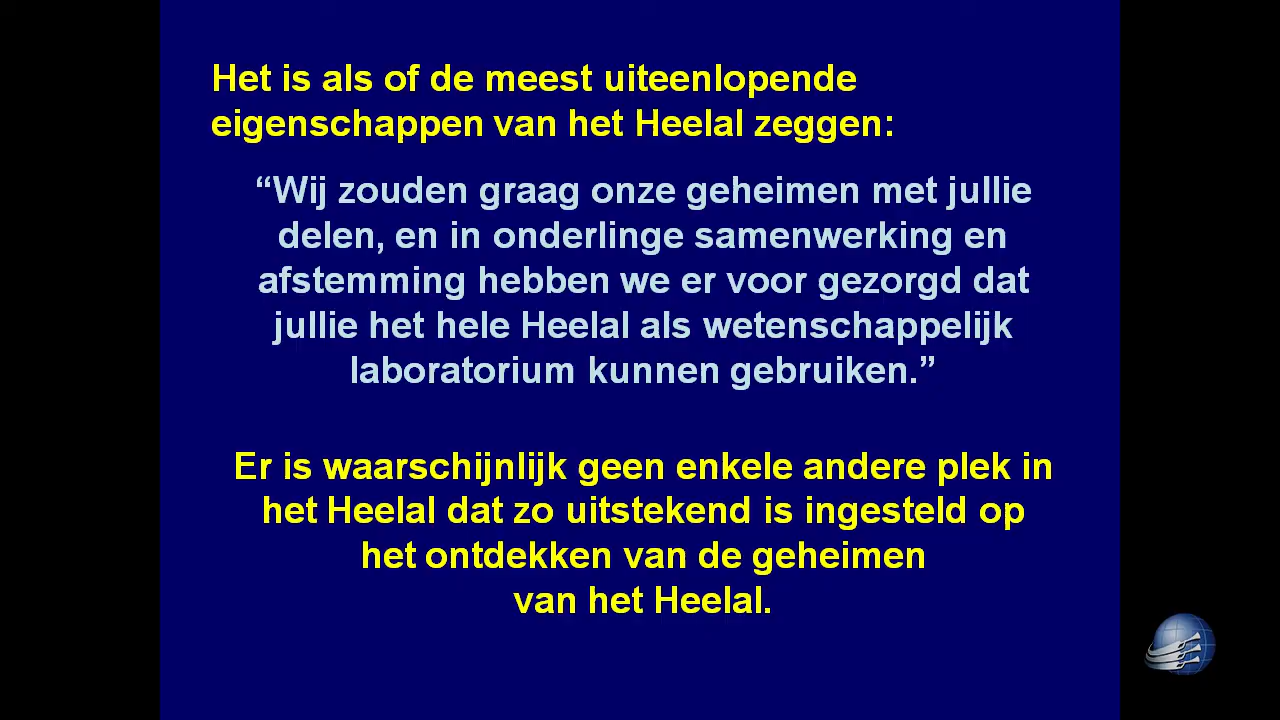 Het is als of de meest uiteenlopende
eigenschappen van het Heelal zeggen:
“Wij zouden graag onze geheimen met jullie
delen, en in onderlinge samenwerking en
afstemming hebben we er voor gezorgd dat
jullie het hele Heelal als wetenschappelijk
laboratorium kunnen gebruiken.”
Er is waarschijnlijk geen enkele andere plek in
het Heelal dat zo uitstekend is ingesteld op
het ontdekken van de geheimen
van het Heelal.